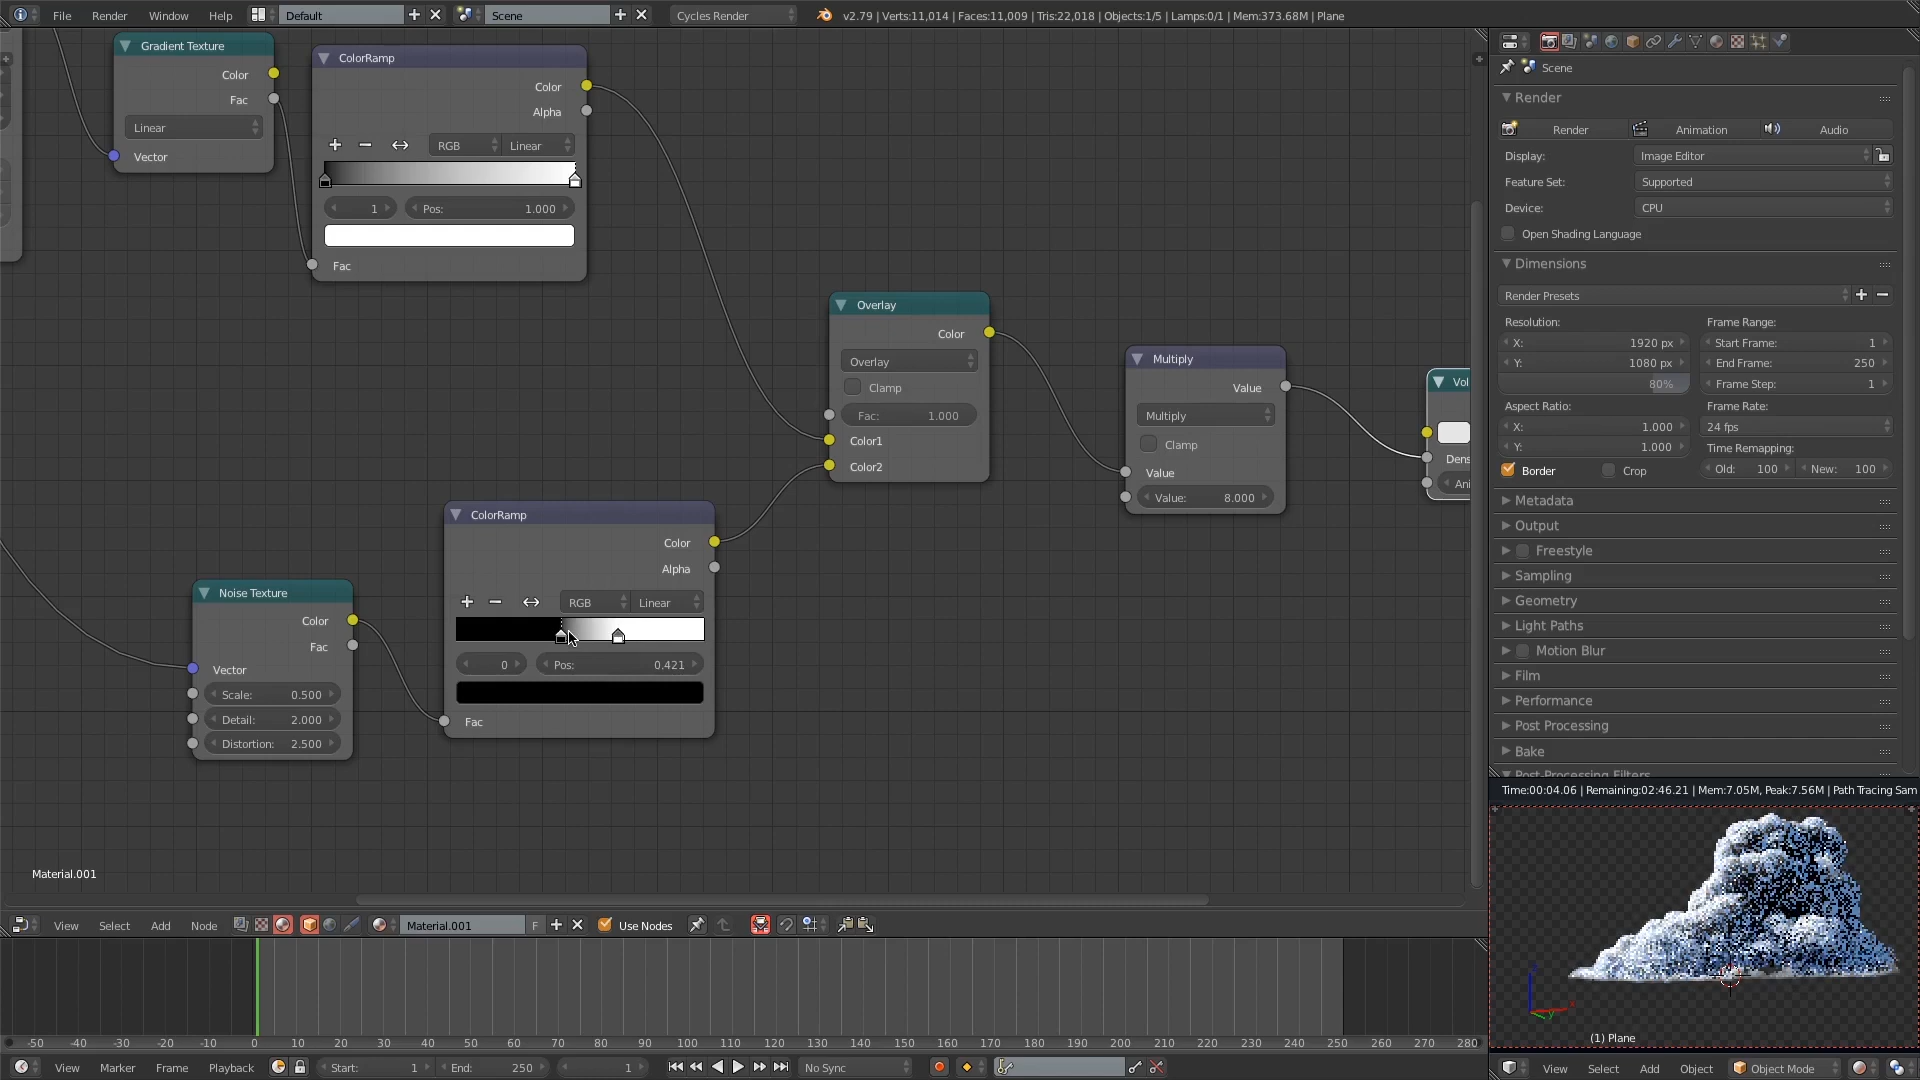 File Render Window Help Default Scene Cycles Render v2.79 | Verts:11,014 | Faces:11,009 | Tris:22,018 | Objects:1/5 | Lamps:0/1 | Mem:373.68M | Plane
Gradient Texture
Color
Fac
Linear
Vector
ColorRamp
Color
Alpha
RGB Linear
1 Pos: 1.000
Fac
Overlay
Color
Overlay
Clamp
Fac: 1.000
Color1
Color2
Multiply
Value
Multiply
Clamp
Value
Value: 8.000
Vol
Dens
Ani
Noise Texture
Color
Fac
Vector
Scale: 0.500
Detail: 2.000
Distortion: 2.500
ColorRamp
Color
Alpha
RGB Linear
0 Pos: 0.421
Fac
Material.001
View Select Add Node Material.001 F Use Nodes
-50 -40 -30 -20 -10 0 10 20 30 40 50 60 70 80 90 100 110 120 130 140 150 160 170 180 190 200 210 220 230 240 250 260 270 280
View Marker Frame Playback Start: 1 End: 250 1 No Sync
Scene
Render
Render Animation Audio
Display: Image Editor
Feature Set: Supported
Device: CPU
Open Shading Language
Dimensions
Render Presets
Resolution: Frame Range:
X: 1920 px Start Frame: 1
Y: 1080 px End Frame: 250
80% Frame Step: 1
Aspect Ratio: Frame Rate:
X: 1.000 24 fps
Y: 1.000 Time Remapping:
Border Crop Old: 100 New: 100
Metadata
Output
Freestyle
Sampling
Geometry
Light Paths
Motion Blur
Film
Performance
Post Processing
Bake
Post-Processing Filters
Time:00:04.06 | Remaining:02:46.21 | Mem:7.05M, Peak:7.56M | Path Tracing Sam
(1) Plane
View Select Add Object Object Mode